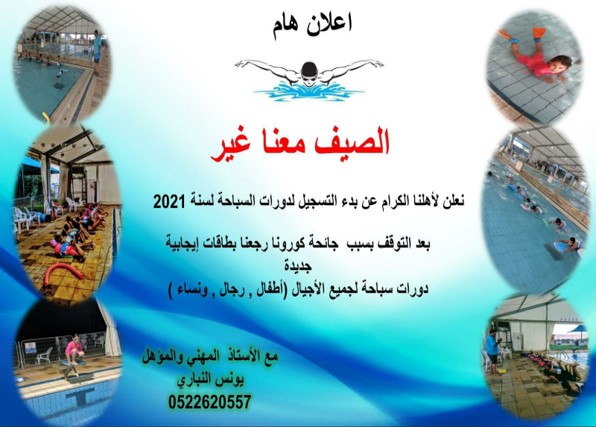 اعلان هام
الصيف معنا غير
نعلن لأهلنا الكرام عن بدء التسجيل لدورات السباحة لسنة 2021
بعد التوقف بسبب جائحة كورونا رجعنا بطاقات إيجابية
جديدة
دورات سباحة لجميع الأجيال (أطفال , رجال , ونساء )
مع الأستاذ المهني والمؤهل
يونس النباري
0522620557